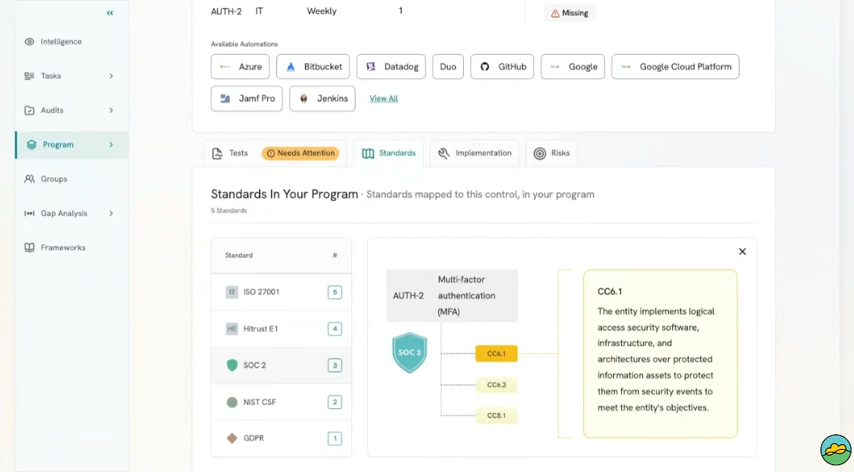 AUTH-2 IT Weekly 1 Missing
Intelligence
Available Automations
Azure Bitbucket Datadog Duo GitHub Google Google Cloud Platform
Tasks
Jamf Pro Jenkins View All
Audits
Program
Tests Needs Attention Standards Implementation Risks
Groups
Standards In Your Program · Standards mapped to this control, in your program
5 Standards
Gap Analysis
Frameworks
Standard #
ISO 27001 5
Hitrust E1 4
SOC 2 3
NIST CSF 2
GDPR 1
AUTH-2
Multi-factor
authentication
(MFA)
SOC 2
CC6.1
CC6.2
CC8.1
CC6.1
The entity implements logical
access security software,
infrastructure, and
architectures over protected
information assets to protect
them from security events to
meet the entity's objectives.